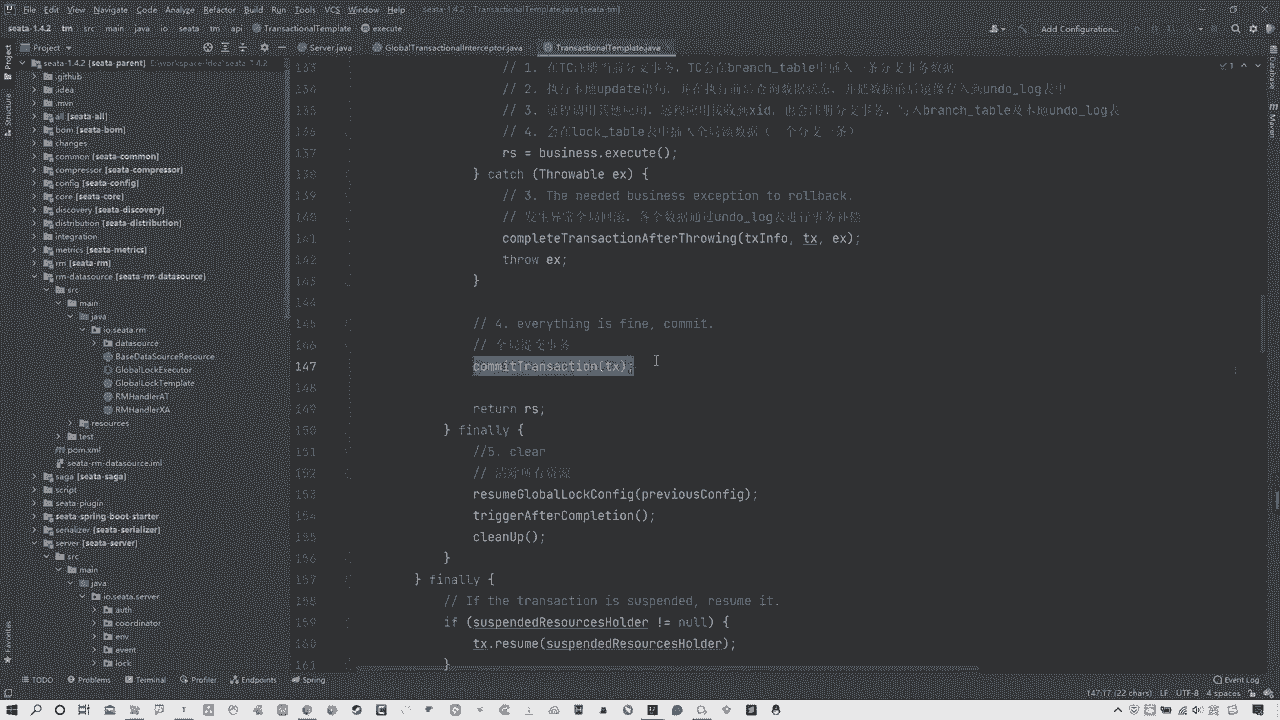 File Edit View Navigate Code Analyze Refactor Build Run Tools VCS Window Help seata-1.4.2 - TransactionalTemplate.java [seata-tm]
seata-1.4.2 tm src main java io seata tm api TransactionalTemplate execute Add Configuration...
Project Server.java GlobalTransactionalInterceptor.java TransactionalTemplate.java
seata-1.4.2 [seata-parent] E:\workspace-idea\seata-1.4.2
.github
.idea
.mvn
all [seata-all]
bom [seata-bom]
changes
common [seata-common]
compressor [seata-compressor]
config [seata-config]
core [seata-core]
discovery [seata-discovery]
distribution [seata-distribution]
integration
metrics [seata-metrics]
rm [seata-rm]
rm-datasource [seata-rm-datasource]
src
main
java
io.seata.rm
datasource
BaseDataSourceResource
GlobalLockExecutor
GlobalLockTemplate
RMHandlerAT
RMHandlerXA
resources
test
pom.xml
seata-rm-datasource.iml
saga [seata-saga]
script
seata-plugin
seata-spring-boot-starter
serializer [seata-serializer]
server [seata-server]
src
main
java
io.seata.server
auth
coordinator
env
event
lock
133 // 1. 在TC注册当前分支事务，TC会在branch_table中插入一条分支事务数据
134 // 2. 执行本地update语句，并在执行前后查询数据状态，并把数据前后镜像存入到undo_log表中
135 // 3. 远程调用其他应用，远程应用接收到xid，也会注册分支事务，写入branch_table及本地undo_log表
136 // 4. 会在lock_table表中插入全局锁数据（一个分支一条）
137 rs = business.execute();
138 } catch (Throwable ex) {
139 // 3. The needed business exception to rollback.
140 // 发生异常全局回滚，各个数据通过undo_log表进行事务补偿
141 completeTransactionAfterThrowing(txInfo, tx, ex);
142 throw ex;
143 }
144
145 // 4. everything is fine, commit.
146 // 全局提交事务
147 commitTransaction(tx);
148
149 return rs;
150 } finally {
151 //5. clear
152 // 清除所有资源
153 resumeGlobalLockConfig(previousConfig);
154 triggerAfterCompletion();
155 cleanUp();
156 }
157 } finally {
158 // If the transaction is suspended, resume it.
159 if (suspendedResourcesHolder != null) {
160 tx.resume(suspendedResourcesHolder);
161 }
Project
Structure
Favorites
Database
Maven
TODO Problems Terminal Profiler Endpoints Spring Event Log
147:17 (22 chars) LF UTF-8 4 spaces